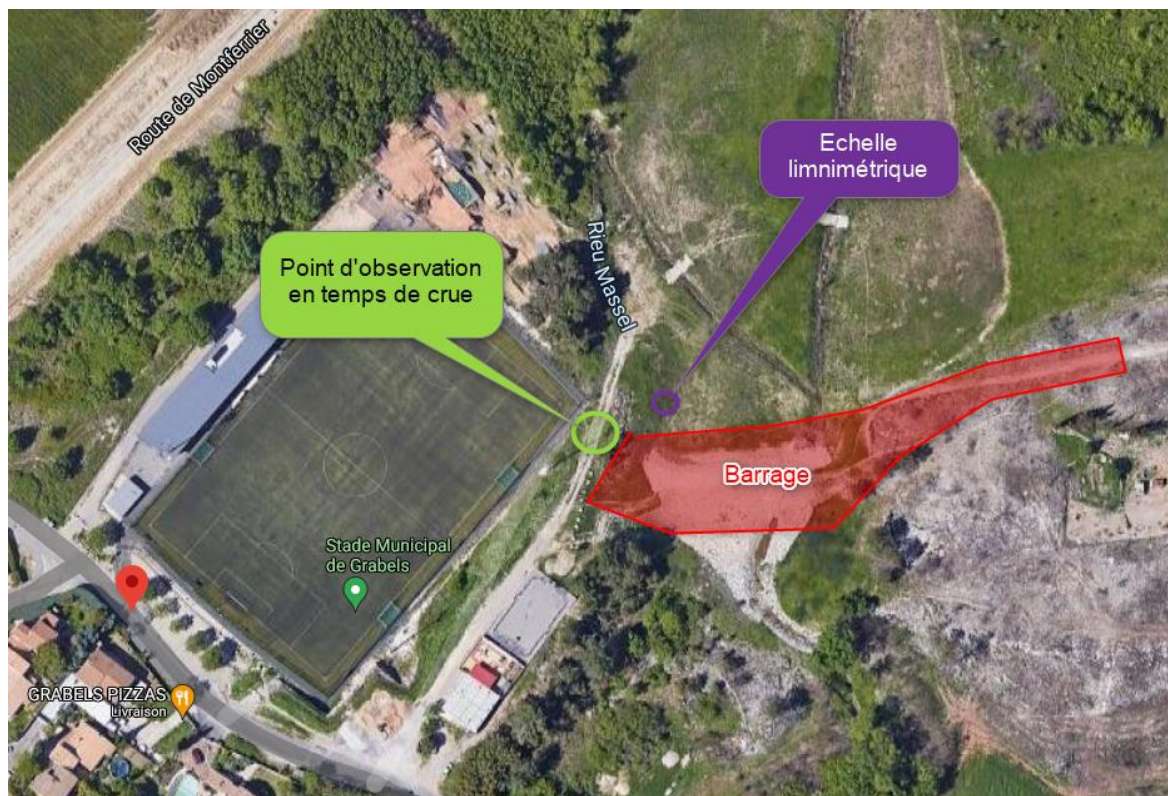 Route de Montferrier
Echelle
limnimétrique
Rieu Massel
Point d'observation
en temps de crue
Barrage
Stade Municipal
de Grabels
GRABELS PIZZAS
Livraison